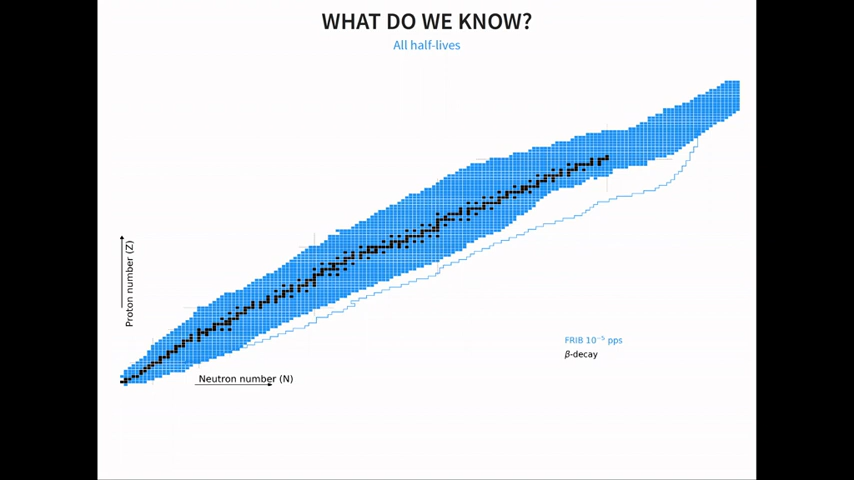 WHAT DO WE KNOW?
All half-lives
Proton number (Z)
Neutron number (N)
FRIB 10⁻⁵ pps
β-decay